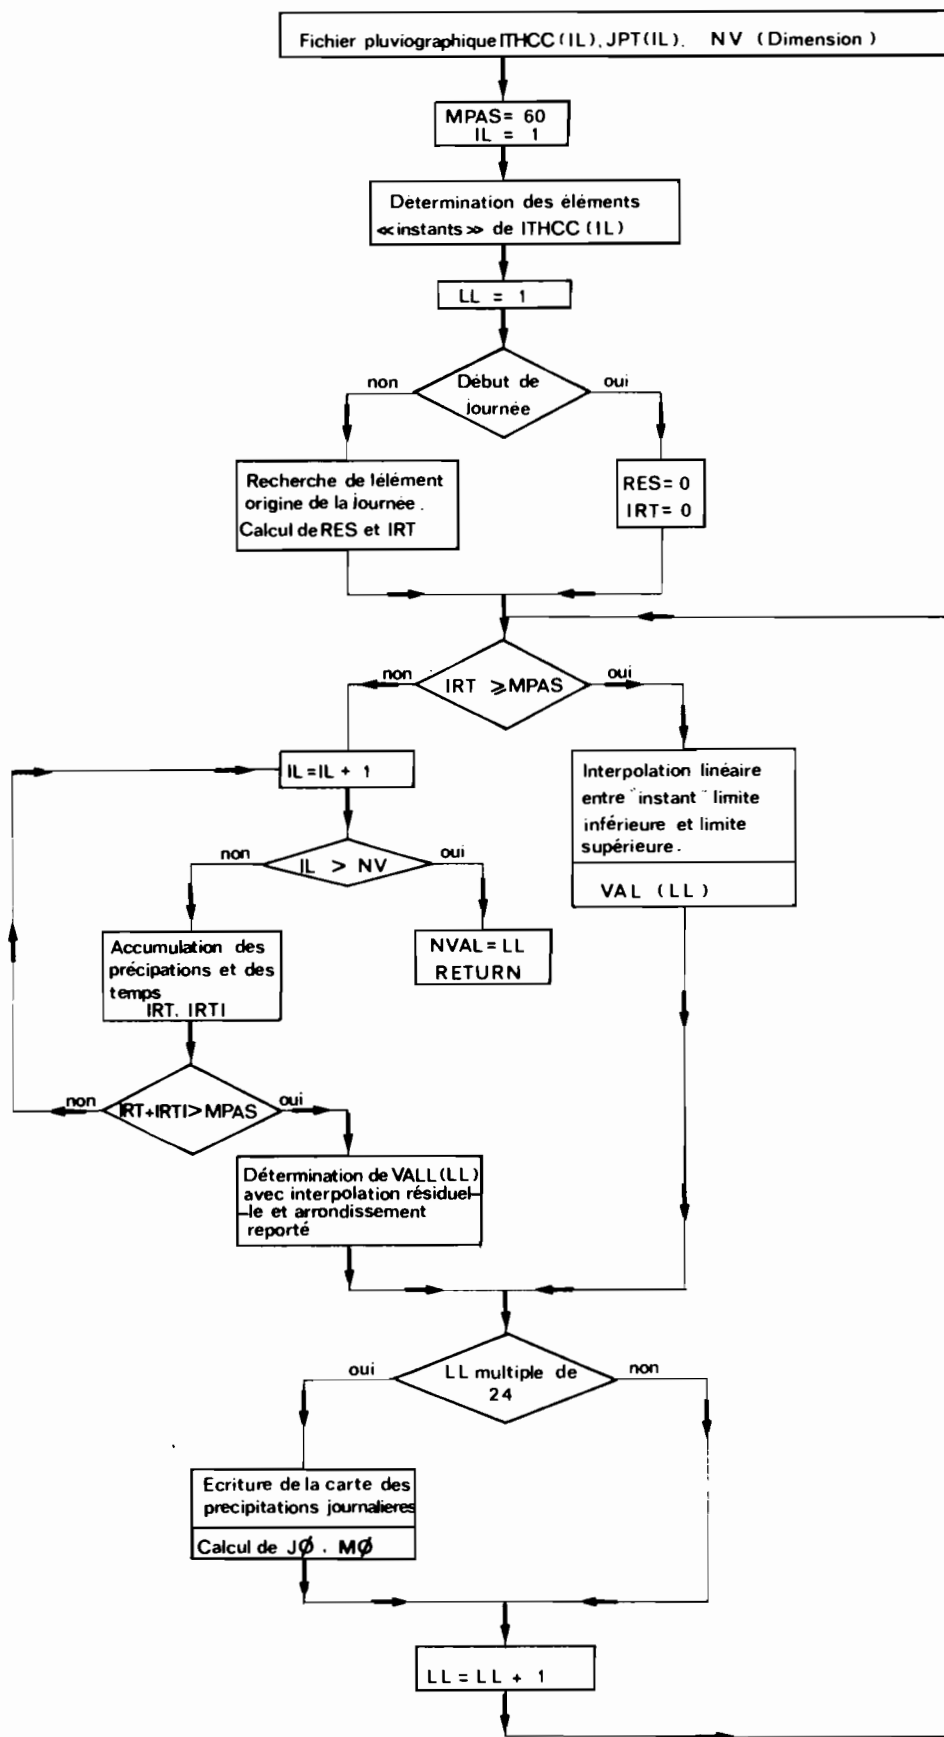 Fichier pluviographique ITHCC(IL), JPT(IL). NV (Dimension)
MPAS= 60
IL = 1
Détermination des éléments
«instants» de ITHCC(IL)
LL = 1
non
Début de
journée
oui
Recherche de lélément
origine de la journée.
Calcul de RES et IRT
RES=0
IRT=0
non
IRT ⩾MPAS
oui
IL=IL + 1
Interpolation linéaire
entre "instant" limite
inférieure et limite
supérieure.
VAL (LL)
non
IL > NV
oui
Accumulation des
précipations et des
temps
IRT. IRTI
NVAL=LL
RETURN
non
IRT+IRTI>MPAS
oui
Détermination de VALL(LL)
avec interpolation résiduel-
-le et arrondissement
reporté
oui
LL multiple de
24
non
Ecriture de la carte des
precipitations journalieres
Calcul de JØ . MØ
LL = LL + 1